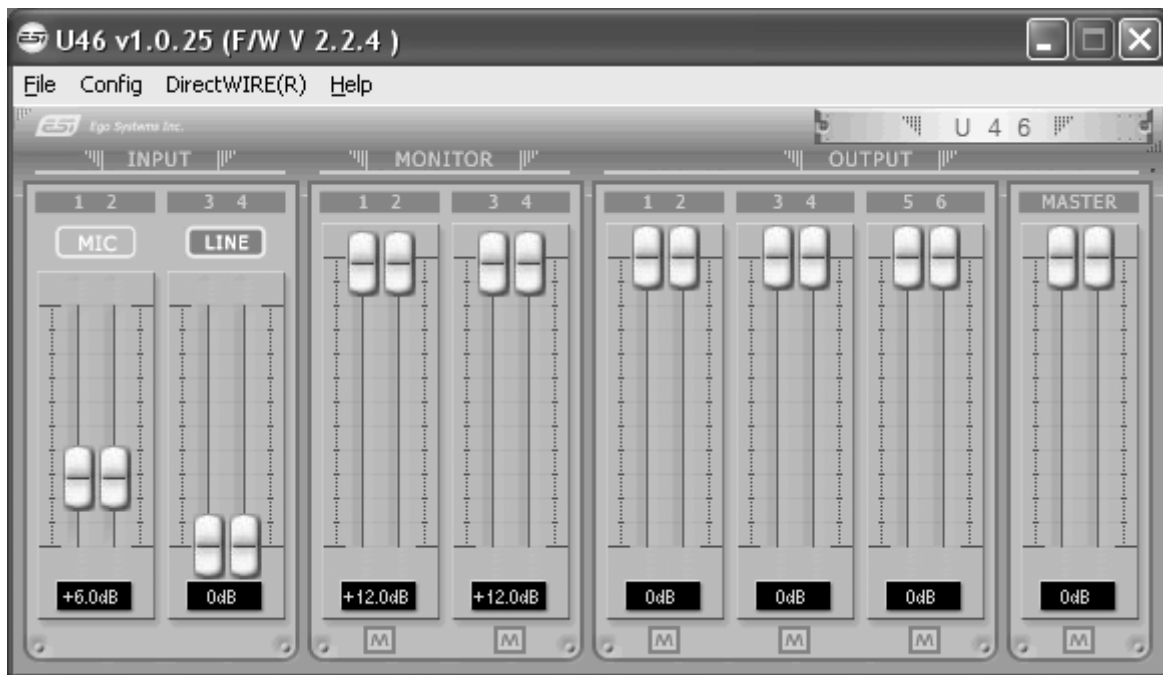 ESI U46 v1.0.25 (F/W V 2.2.4 )
File Config DirectWIRE(R) Help
ESI Ego Systems Inc.
U 4 6
INPUT MONITOR OUTPUT
1 2 3 4 1 2 3 4 1 2 3 4 5 6 MASTER
MIC LINE
+6.0dB 0dB +12.0dB +12.0dB 0dB 0dB 0dB 0dB
M M M M M M